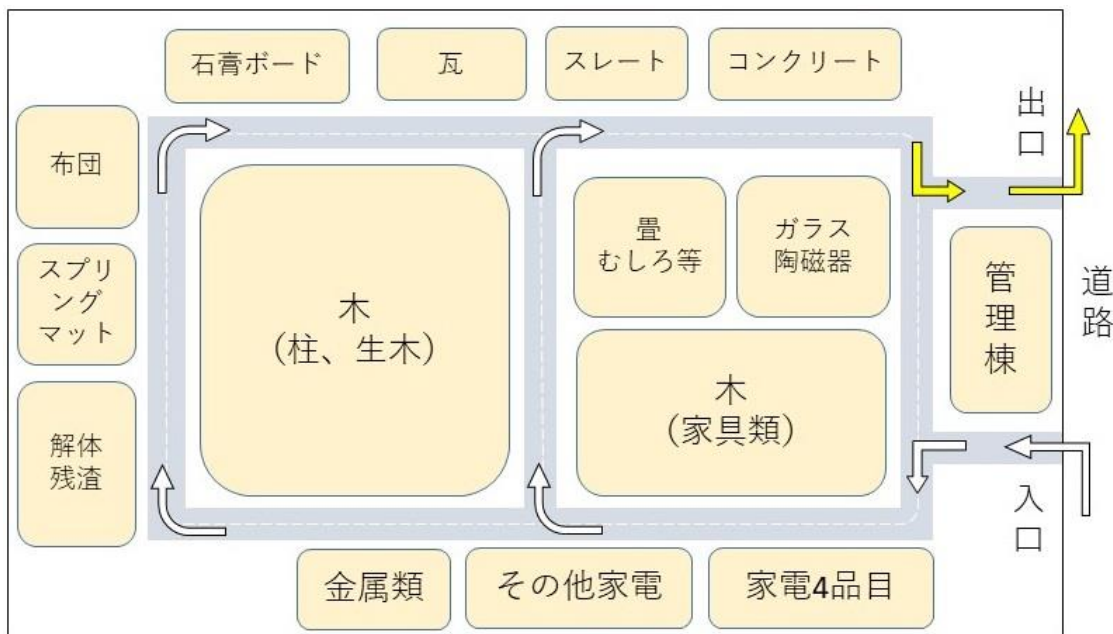 石膏ボード
瓦
スレート
コンクリート
出口
布団
畳
むしろ等
ガラス
陶磁器
スプリ
ング
マット
木
(柱、生木)
管理棟
道路
木
(家具類)
解体
残渣
入口
金属類
その他家電
家電4品目